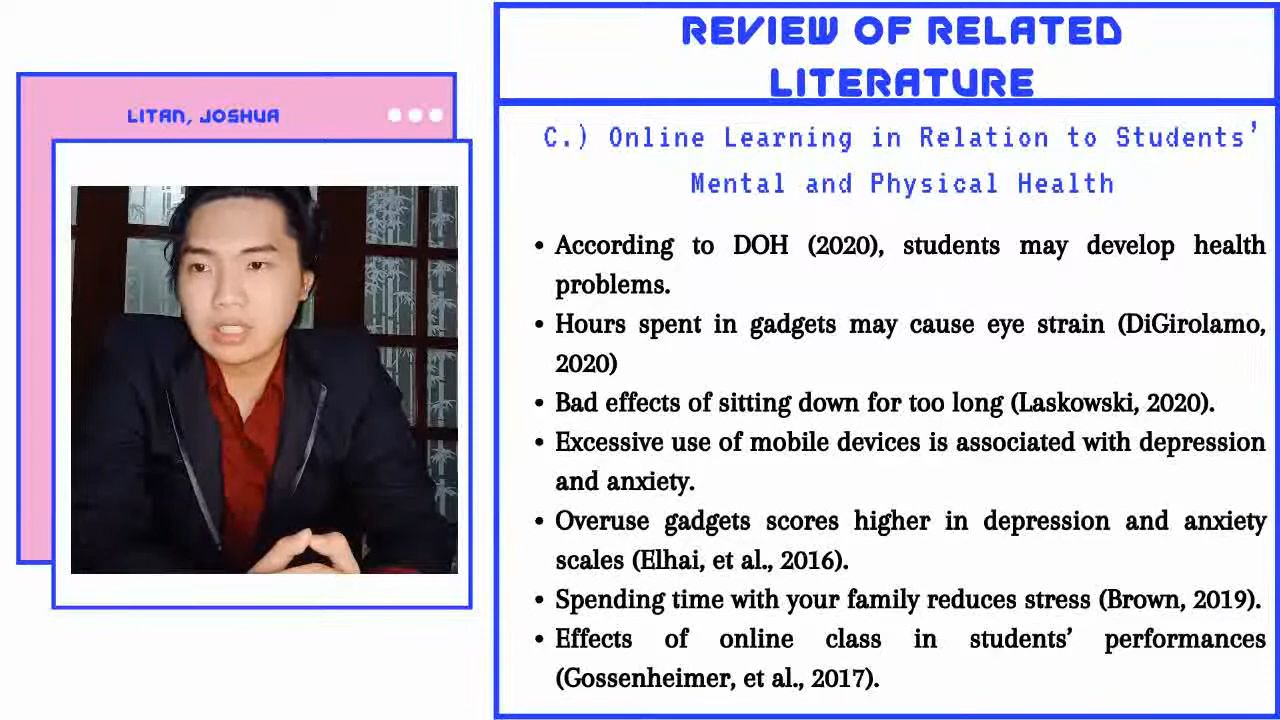 LITAN, JOSHUA
REVIEW OF RELATED
LITERATURE
C.) Online Learning in Relation to Students’
Mental and Physical Health
• According to DOH (2020), students may develop health
problems.
• Hours spent in gadgets may cause eye strain (DiGirolamo,
2020)
• Bad effects of sitting down for too long (Laskowski, 2020).
• Excessive use of mobile devices is associated with depression
and anxiety.
• Overuse gadgets scores higher in depression and anxiety
scales (Elhai, et al., 2016).
• Spending time with your family reduces stress (Brown, 2019).
• Effects of online class in students’ performances
(Gossenheimer, et al., 2017).